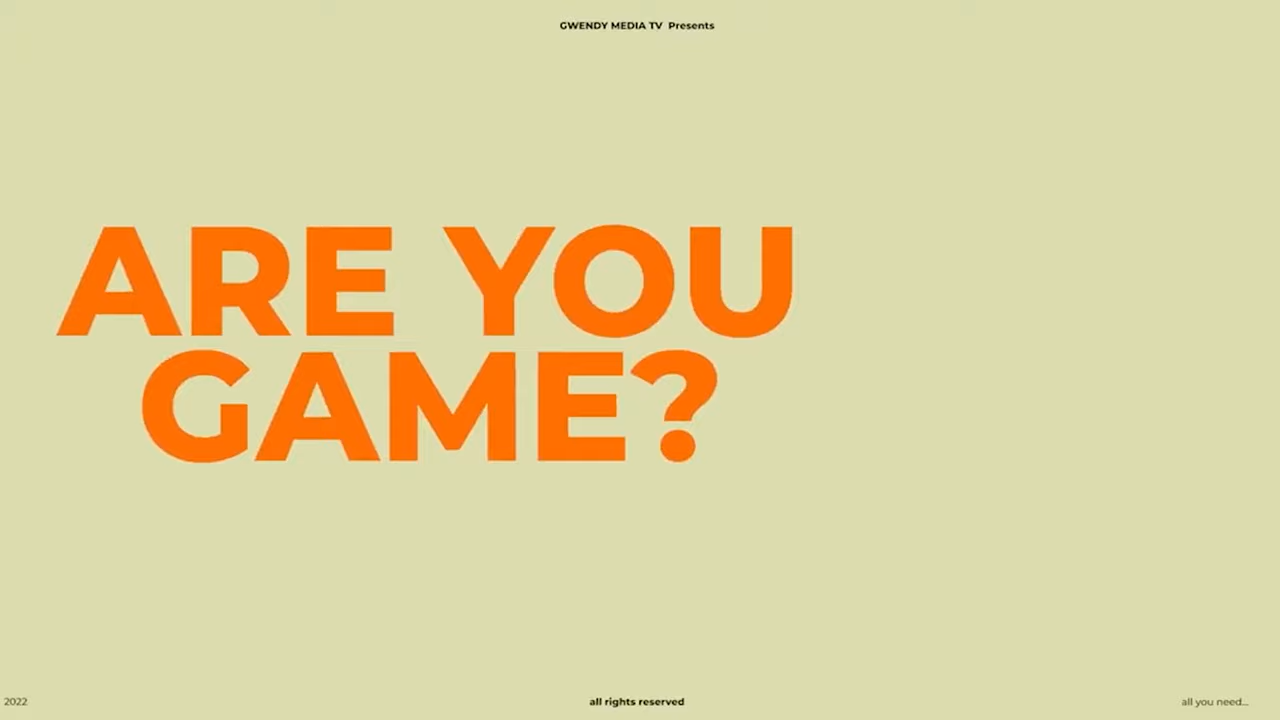 GWENDY MEDIA TV Presents
ARE YOU
GAME?
2022
all rights reserved
all you need...